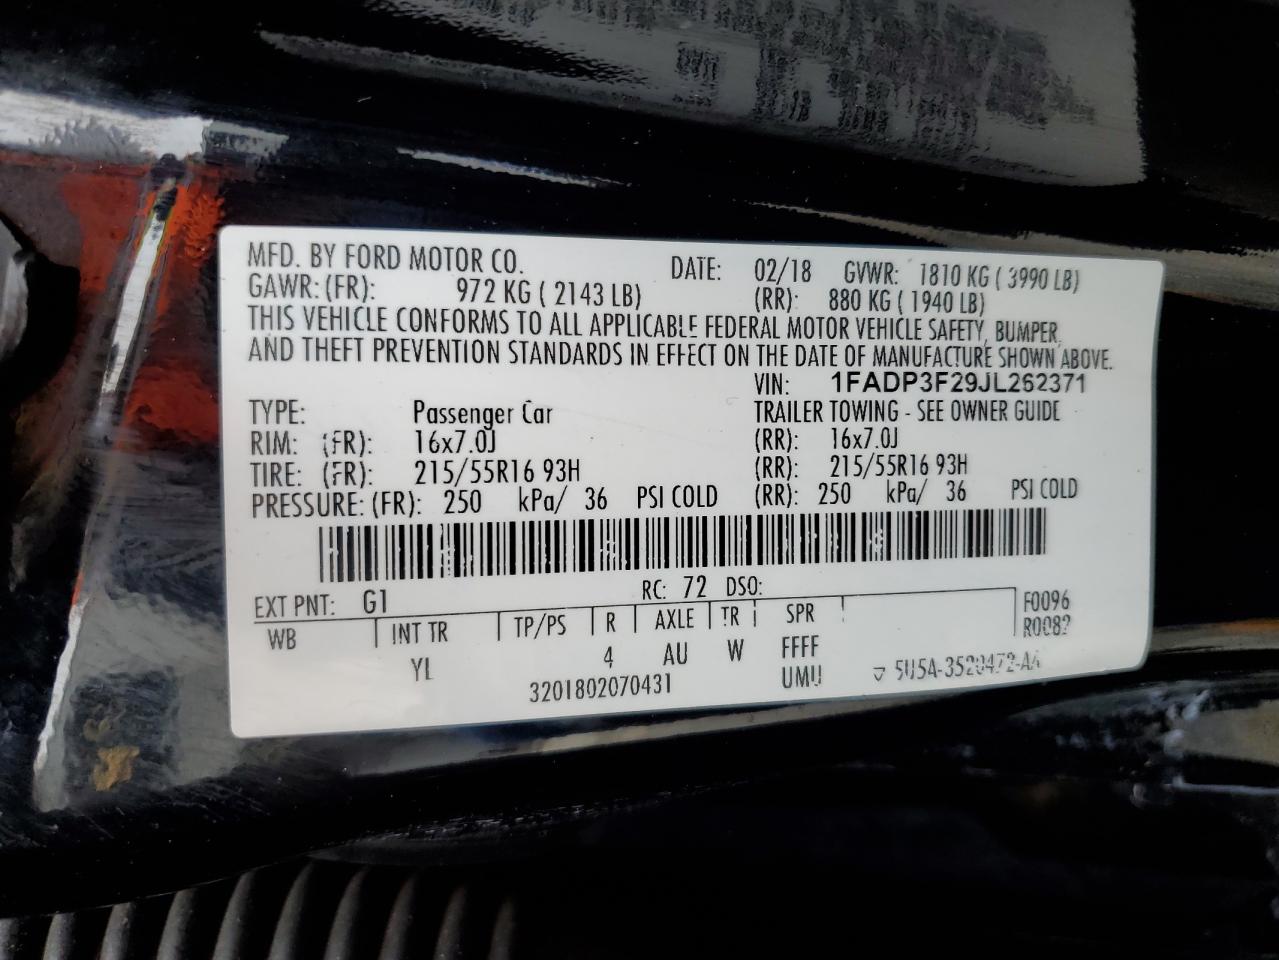 MFD. BY FORD MOTOR CO. DATE: 02/18 GVWR: 1810 KG ( 3990 LB)
GAWR: (FR): 972 KG ( 2143 LB) (RR): 880 KG ( 1940 LB)
THIS VEHICLE CONFORMS TO ALL APPLICABLE FEDERAL MOTOR VEHICLE SAFETY, BUMPER,
AND THEFT PREVENTION STANDARDS IN EFFECT ON THE DATE OF MANUFACTURE SHOWN ABOVE.
VIN: 1FADP3F29JL262371
TYPE: Passenger Car TRAILER TOWING - SEE OWNER GUIDE
RIM: (FR): 16x7.0J (RR): 16x7.0J
TIRE: (FR): 215/55R16 93H (RR): 215/55R16 93H
PRESSURE: (FR): 250 kPa/ 36 PSI COLD (RR): 250 kPa/ 36 PSI COLD
EXT PNT: G1 RC: 72 DSO: F0096
WB INT TR TP/PS R AXLE TR SPR R0082
YL 4 AU W FFFF
3201802070431 UMU ▽ 5U5A-3520472-AA